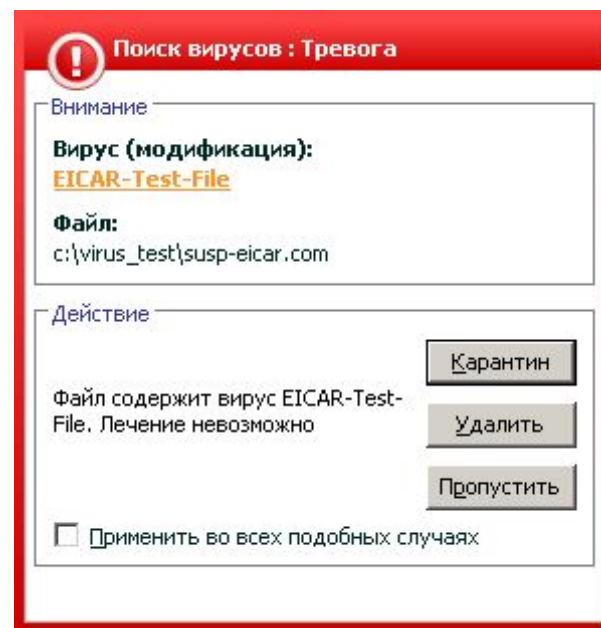 Поиск вирусов : Тревога
Внимание
Вирус (модификация):
EICAR-Test-File
Файл:
c:\virus_test\susp-eicar.com
Действие
Карантин
Файл содержит вирус EICAR-Test-
File. Лечение невозможно
Удалить
Пропустить
Применить во всех подобных случаях